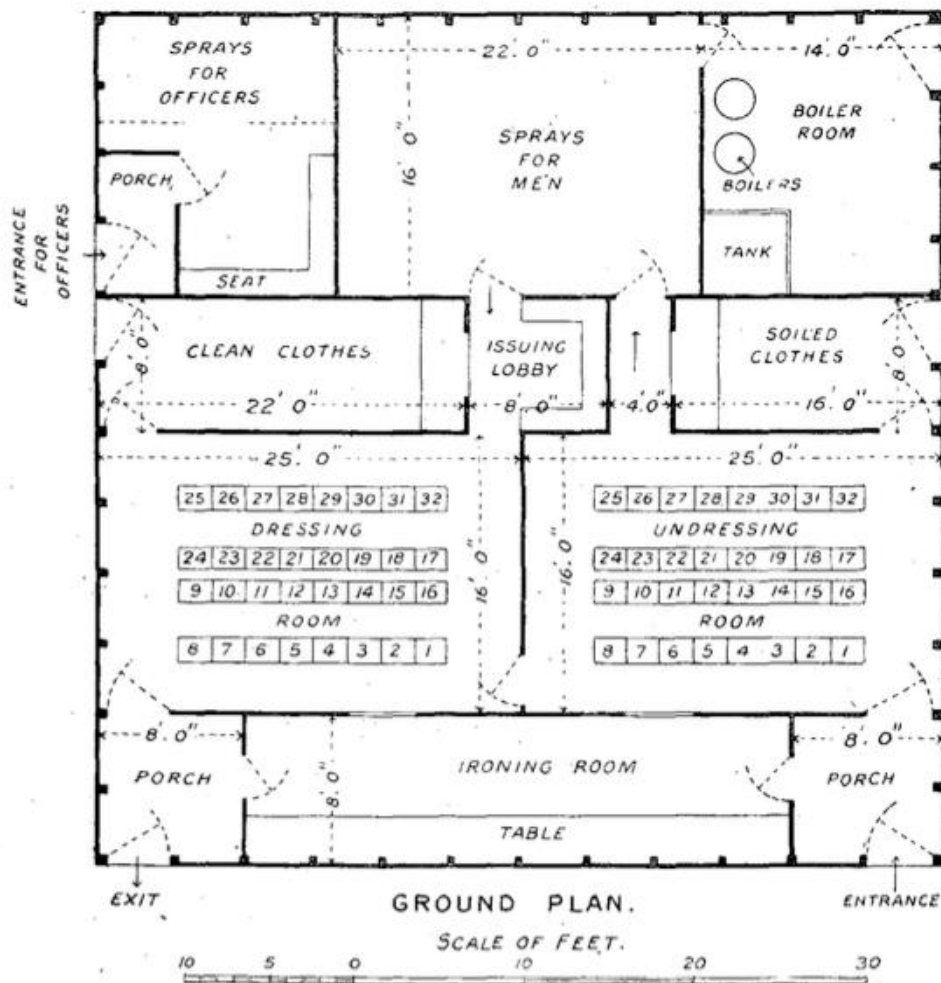 SPRAYS
FOR
OFFICERS
22'.0"
14'.0"
SPRAYS
FOR
MEN
16'.0"
BOILER
ROOM
BOILERS
TANK
PORCH
ENTRANCE
FOR
OFFICERS
SEAT
CLEAN CLOTHES
8'.0"
22'.0"
ISSUING
LOBBY
8'.0"
4'.0"
SOILED
CLOTHES
8'.0
16'.0"
25'.0"
25'.0"
25 26 27 28 29 30 31 32
DRESSING
24 23 22 21 20 19 18 17
9 10 11 12 13 14 15 16
ROOM
8 7 6 5 4 3 2 1
16'.0"
16'.0"
25 26 27 28 29 30 31 32
UNDRESSING
24 23 22 21 20 19 18 17
9 10 11 12 13 14 15 16
ROOM
8 7 6 5 4 3 2 1
8'.0"
PORCH
8'.0"
IRONING ROOM
TABLE
8'.0"
PORCH
EXIT
GROUND PLAN.
ENTRANCE
SCALE OF FEET.
10 5 0 10 20 30